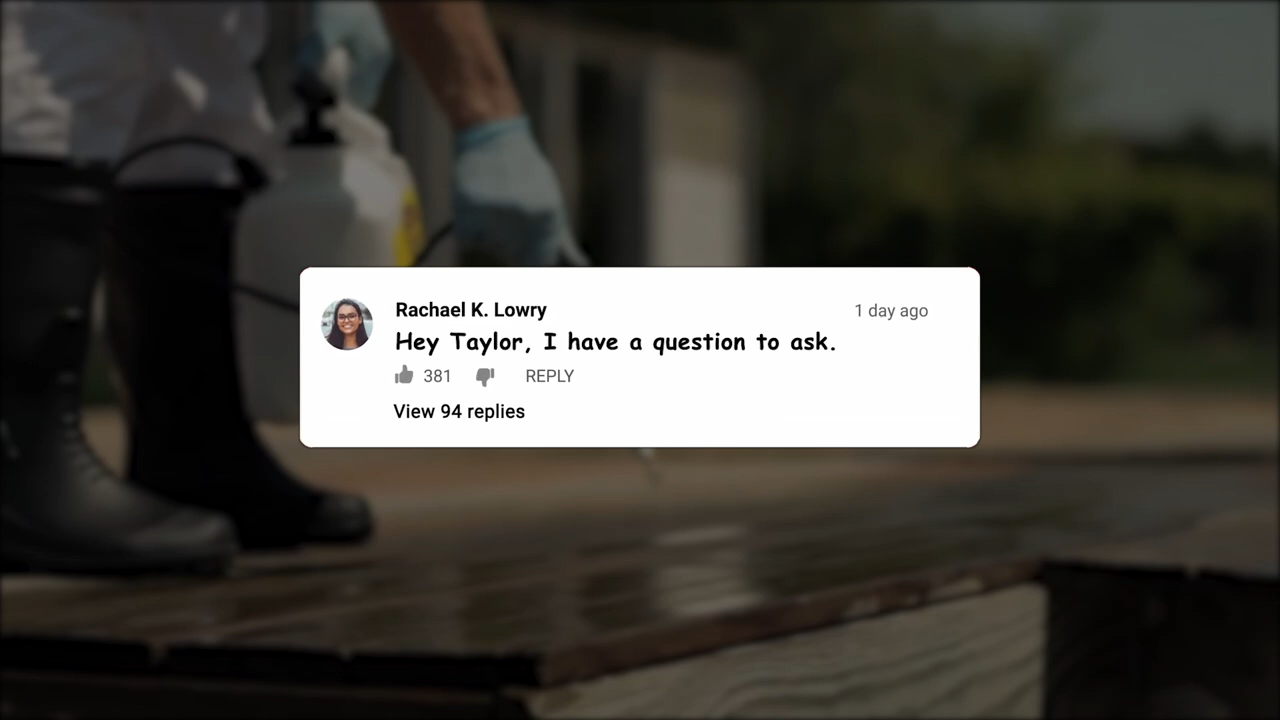 Rachael K. Lowry 1 day ago
Hey Taylor, I have a question to ask.
381 REPLY
View 94 replies